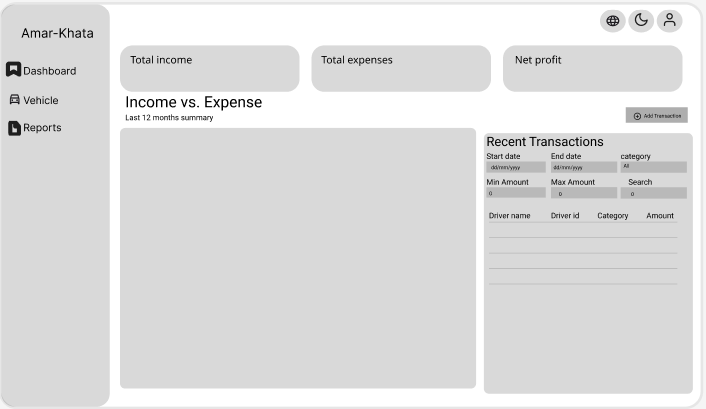 Amar-Khata
Dashboard
Vehicle
Reports
Total income
Total expenses
Net profit
Income vs. Expense
Last 12 months summary
Add Transaction
Recent Transactions
Start date End date category
dd/mm/yyyy dd/mm/yyyy All
Min Amount Max Amount Search
0 0 0
Driver name Driver id Category Amount